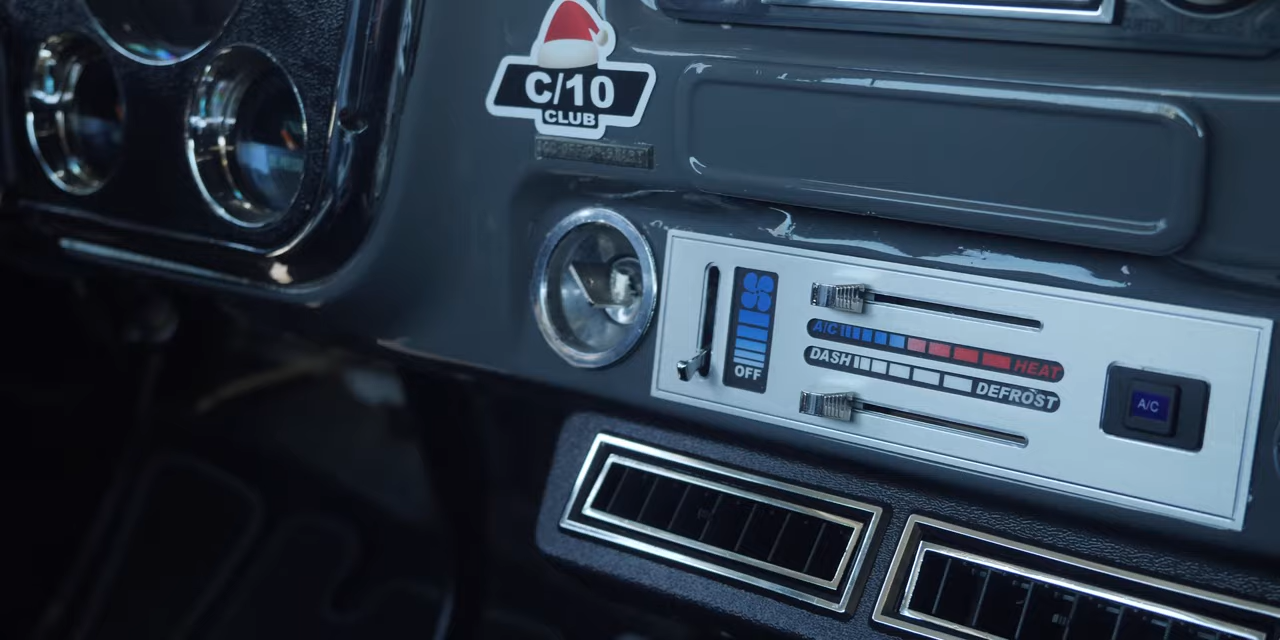 C/10
CLUB
OFF
A/C HEAT
DASH DEFROST
A/C